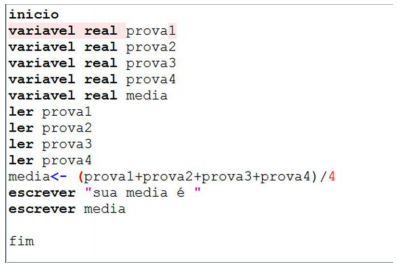 inicio
variavel real prova1
variavel real prova2
variavel real prova3
variavel real prova4
variavel real media
ler prova1
ler prova2
ler prova3
ler prova4
media<- (prova1+prova2+prova3+prova4)/4
escrever "sua media é "
escrever media
fim